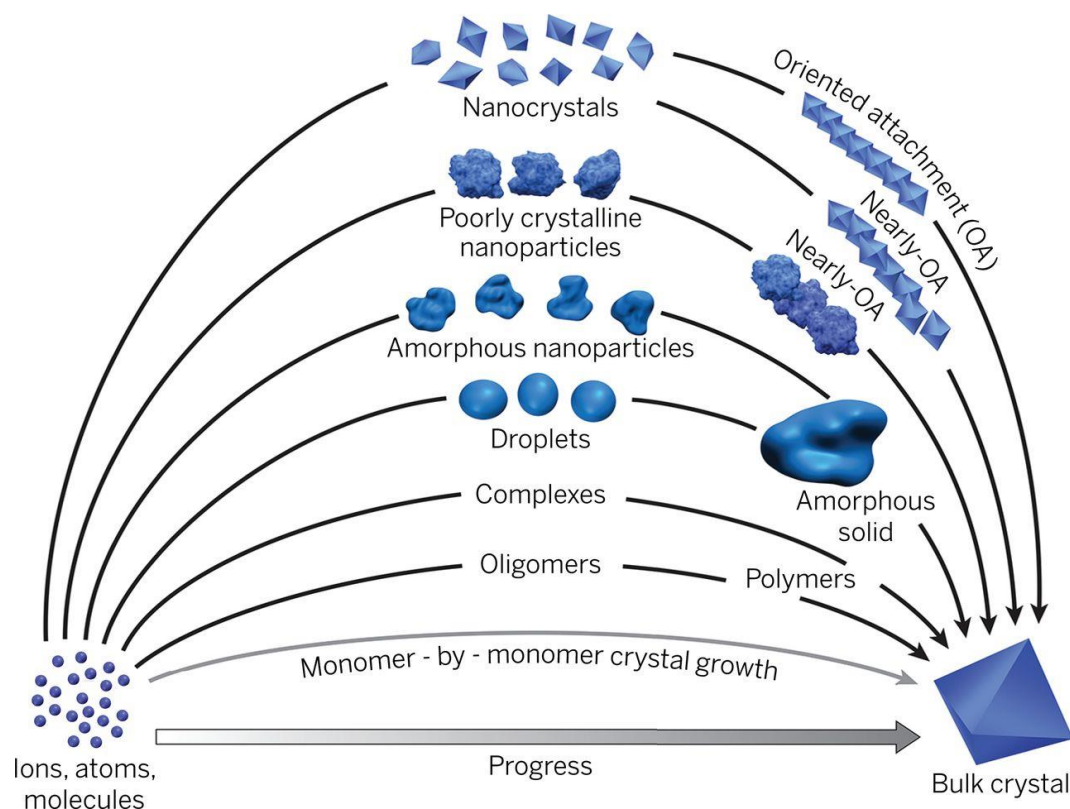 Nanocrystals
Oriented attachment (OA)
Poorly crystalline
nanoparticles
Nearly-OA
Nearly-OA
Amorphous nanoparticles
Droplets
Amorphous
solid
Complexes
Oligomers
Polymers
Monomer - by - monomer crystal growth
Ions, atoms,
molecules
Progress
Bulk crystal